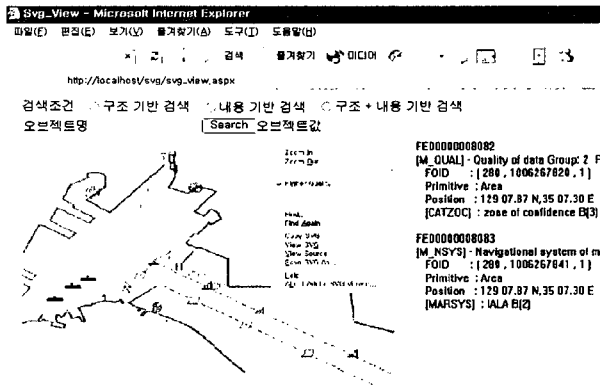 Svg_View - Microsoft Internet Explorer
파일(F) 편집(E) 보기(V) 즐겨찾기(A) 도구(T) 도움말(H)
검색 즐겨찾기 미디어
http://localhost/svg/svg_view.aspx
검색조건 구조 기반 검색 내용 기반 검색 구조 + 내용 기반 검색
오브젝트명 Search 오브젝트값
Zoom In
Zoom Out
Higher Quality
Find...
Find Again
Copy SVG
View SVG
View Source
Save SVG As...
FE00000008082
[M_QUAL] - Quality of data Group: 2 F
FOID : [ 280 , 1006267820 , 1 ]
Primitive : Area
Position : 129 07.87 N,35 07.30 E
[CATZOC] : zose of confidence B[3]
FE00000008083
[M_NSYS] - Navigational system of m
FOID : [ 280 , 1006267841 , 1 ]
Primitive : Area
Position : 129 07.87 N,35 07.30 E
[MARSYS] : IALA B[2]